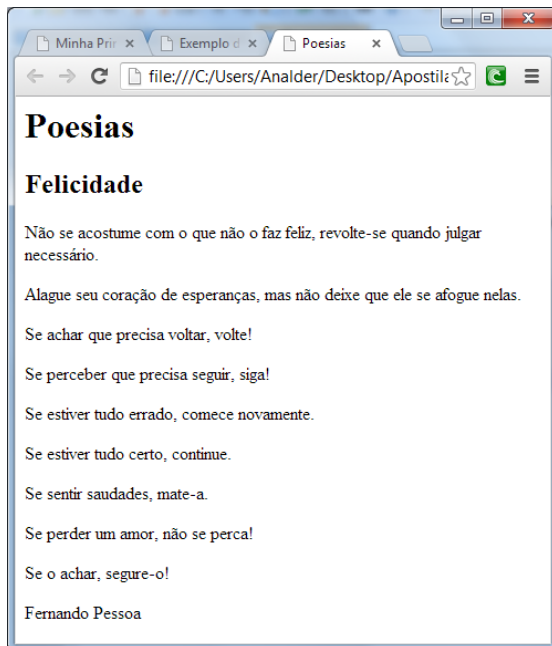 Minha Prir
Exemplo d
Poesias
file:///C:/Users/Analder/Desktop/Apostila
Poesias
Felicidade
Não se acostume com o que não o faz feliz, revolte-se quando julgar
necessário.
Alague seu coração de esperanças, mas não deixe que ele se afogue nelas.
Se achar que precisa voltar, volte!
Se perceber que precisa seguir, siga!
Se estiver tudo errado, comece novamente.
Se estiver tudo certo, continue.
Se sentir saudades, mate-a.
Se perder um amor, não se perca!
Se o achar, segure-o!
Fernando Pessoa